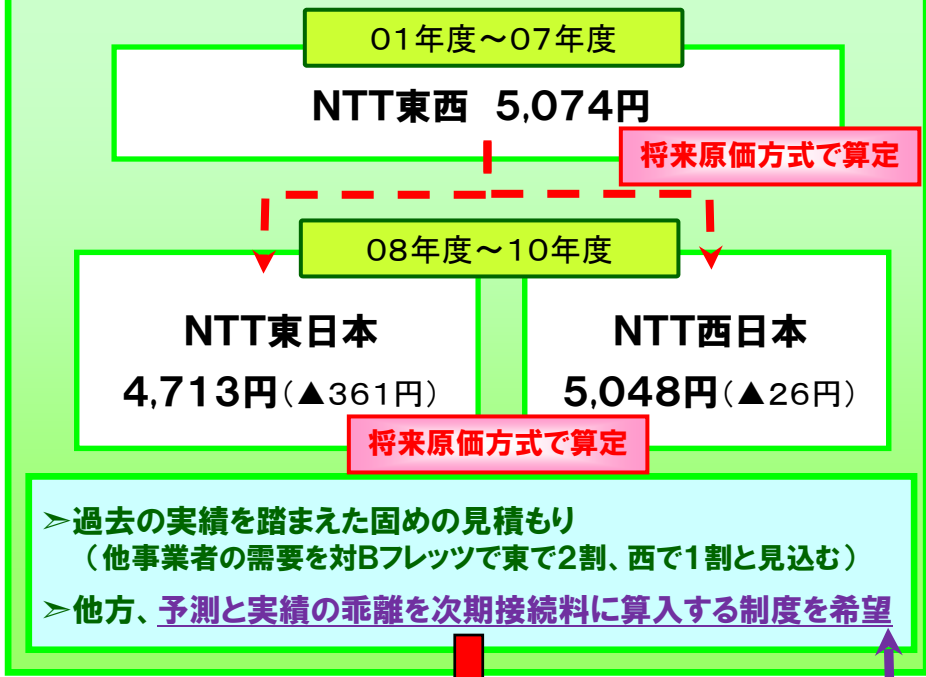 01年度～07年度
NTT東西 5,074円
将来原価方式で算定
08年度～10年度
NTT東日本
4,713円(▲361円)
NTT西日本
5,048円(▲26円)
将来原価方式で算定
➣過去の実績を踏まえた固めの見積もり
(他事業者の需要を対Bフレッツで東で2割、西で1割と見込む)
➣他方、予測と実績の乖離を次期接続料に算入する制度を希望